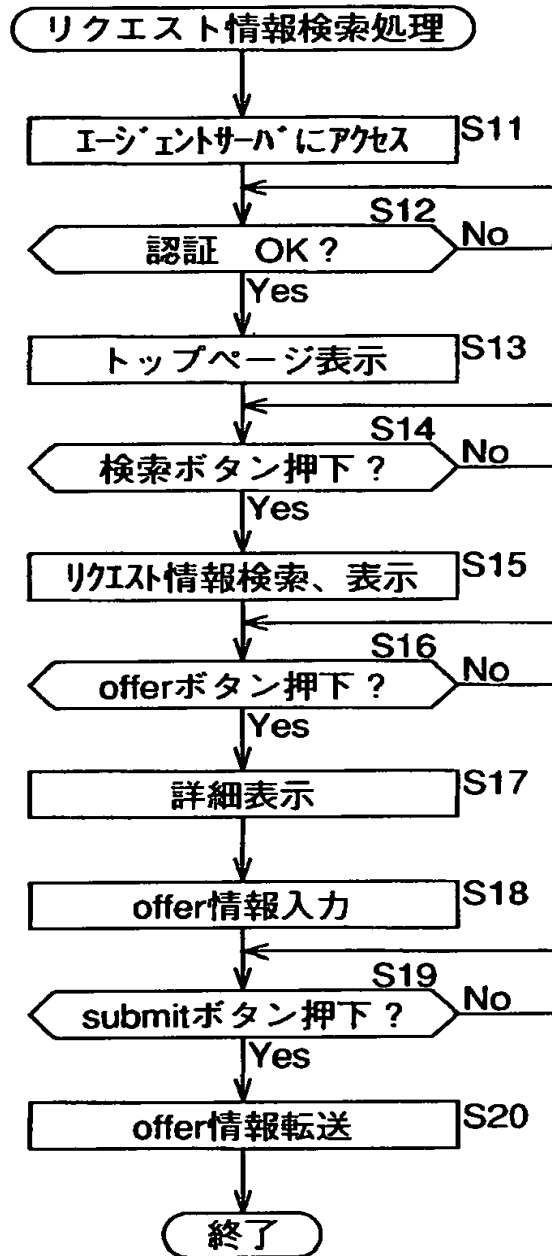 リクエスト情報検索処理
エージェントサーバにアクセス S11
S12
認証 OK? No
Yes
トップページ表示 S13
S14
検索ボタン押下? No
Yes
リクエスト情報検索、表示 S15
S16
offerボタン押下? No
Yes
詳細表示 S17
offer情報入力 S18
S19
submitボタン押下? No
Yes
offer情報転送 S20
終了